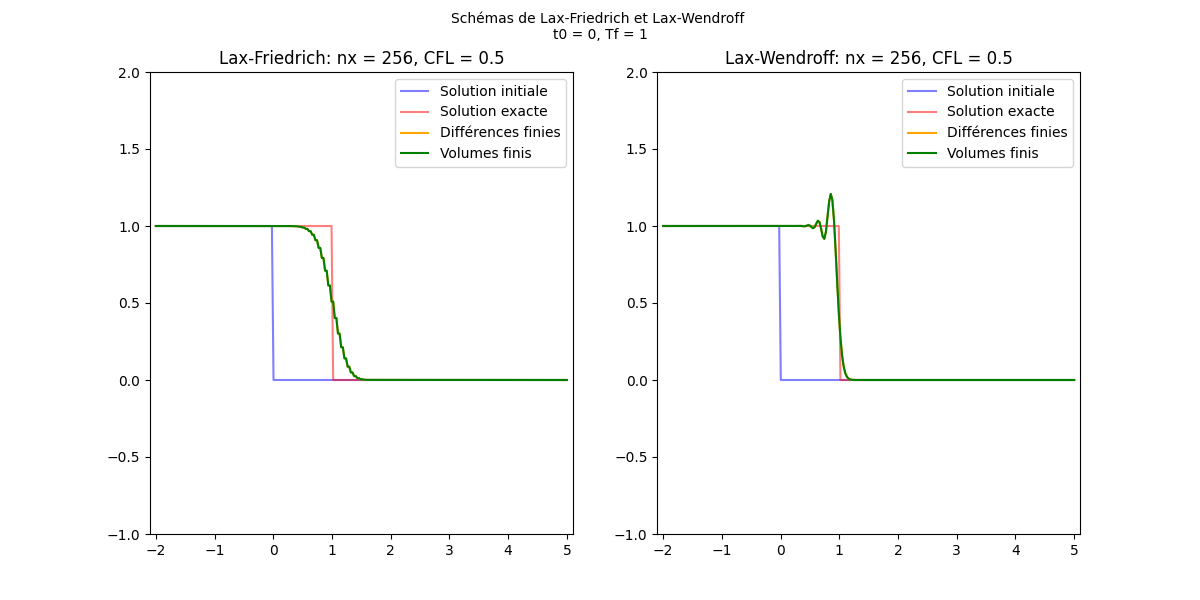 Schémas de Lax-Friedrich et Lax-Wendroff
t0 = 0, Tf = 1
Lax-Friedrich: nx = 256, CFL = 0.5
2.0
1.5
1.0
0.5
0.0
−0.5
−1.0
−2
−1
0
1
2
3
4
5
Solution initiale
Solution exacte
Différences finies
Volumes finis
Lax-Wendroff: nx = 256, CFL = 0.5
2.0
1.5
1.0
0.5
0.0
−0.5
−1.0
−2
−1
0
1
2
3
4
5
Solution initiale
Solution exacte
Différences finies
Volumes finis